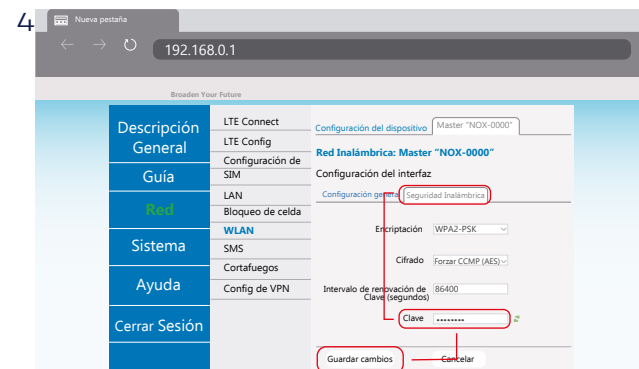 4
Nueva pestaña
192.168.0.1
Broaden Your Future
Descripción
General
Guía
Red
Sistema
Ayuda
Cerrar Sesión
LTE Connect
LTE Config
Configuración de
SIM
LAN
Bloqueo de celda
WLAN
SMS
Cortafuegos
Config de VPN
Configuración del dispositivo Master "NOX-0000"
Red Inalámbrica: Master "NOX-0000"
Configuración del interfaz
Configuración general Seguridad Inalámbrica
Encriptación WPA2-PSK
Cifrado Forzar CCMP (AES)
Intervalo de renovación de 86400
Clave (segundos)
Clave ••••••••
Guardar cambios Cancelar